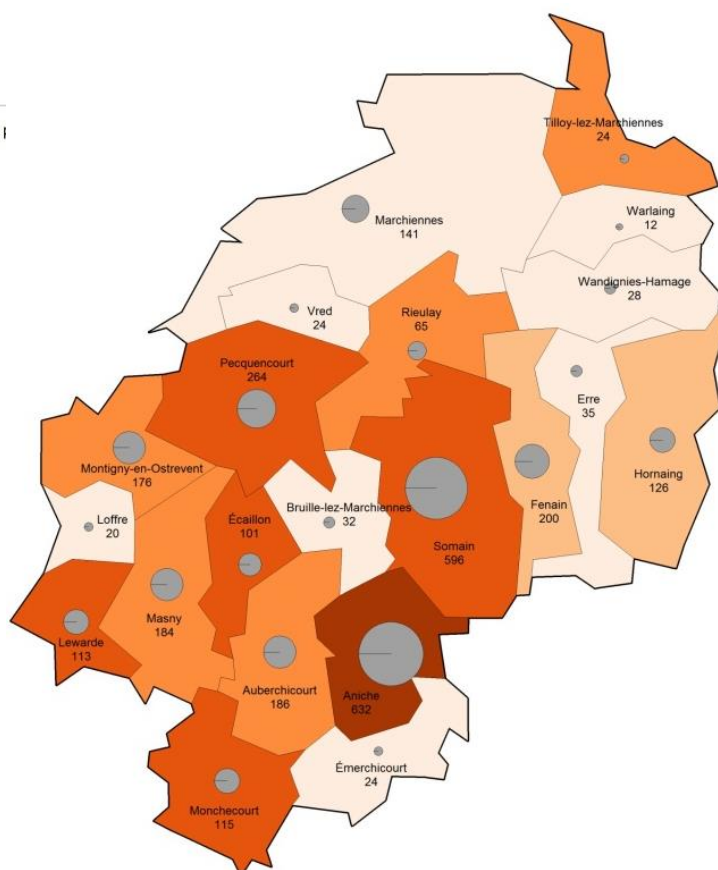 Tilloy-lez-Marchiennes
24
Marchiennes
141
Warlaing
12
Wandignies-Hamage
28
Vred
24
Rieulay
65
Pecquencourt
264
Erre
35
Montigny-en-Ostrevent
176
Hornaing
126
Bruille-lez-Marchiennes
32
Fenain
200
Loffre
20
Écaillon
101
Somain
596
Masny
184
Lewarde
113
Auberchicourt
186
Aniche
632
Émerchicourt
24
Monchecourt
115